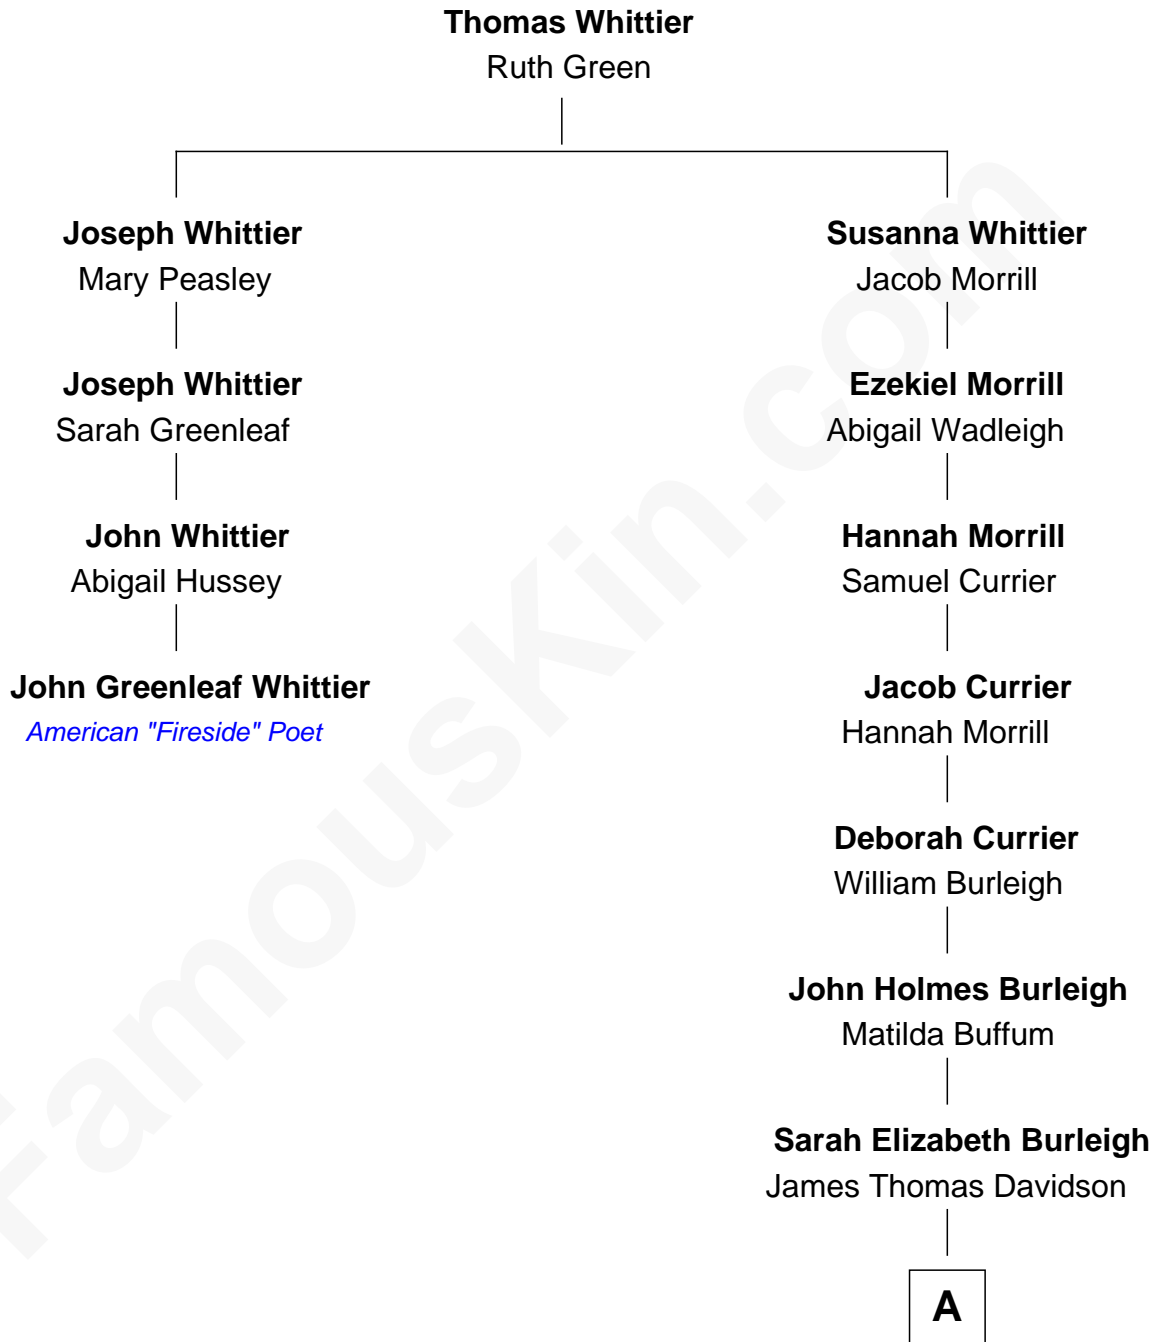 Thomas Whittier
Ruth Green
Joseph Whittier
Mary Peasley
Joseph Whittier
Sarah Greenleaf
John Whittier
Abigail Hussey
John Greenleaf Whittier
American "Fireside" Poet
Susanna Whittier
Jacob Morrill
Ezekiel Morrill
Abigail Wadleigh
Hannah Morrill
Samuel Currier
Jacob Currier
Hannah Morrill
Deborah Currier
William Burleigh
John Holmes Burleigh
Matilda Buffum
Sarah Elizabeth Burleigh
James Thomas Davidson
A
FamousKin.com